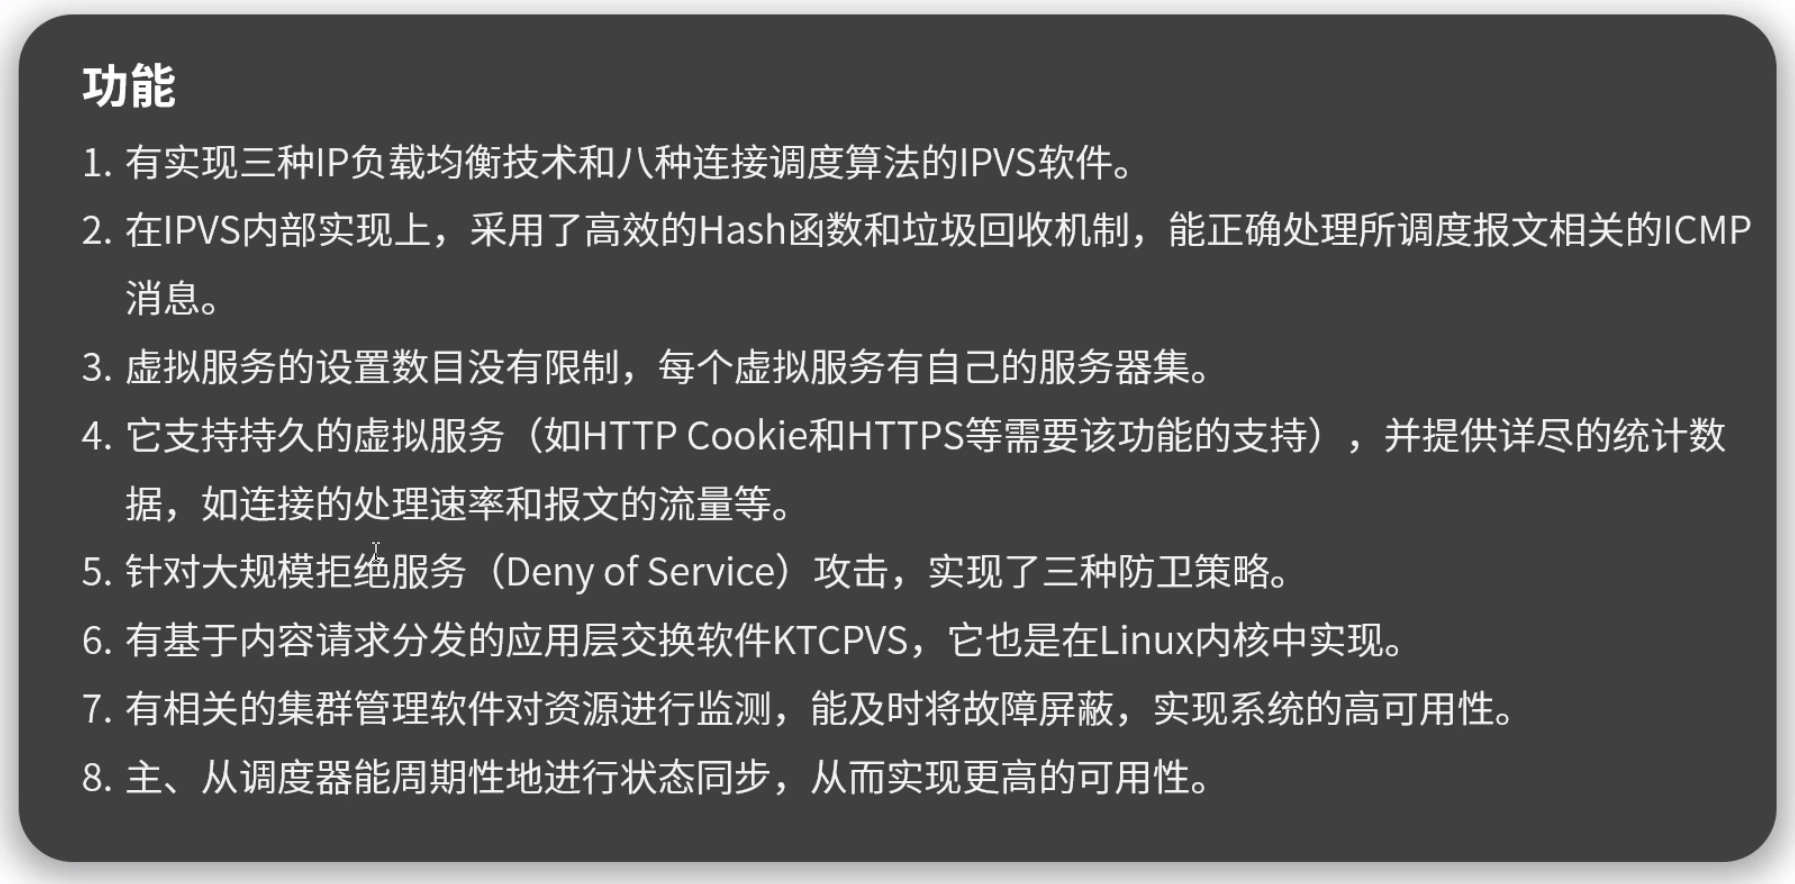 功能
1. 有实现三种IP负载均衡技术和八种连接调度算法的IPVS软件。
2. 在IPVS内部实现上，采用了高效的Hash函数和垃圾回收机制，能正确处理所调度报文相关的ICMP
消息。
3. 虚拟服务的设置数目没有限制，每个虚拟服务有自己的服务器集。
4. 它支持持久的虚拟服务（如HTTP Cookie和HTTPS等需要该功能的支持），并提供详尽的统计数
据，如连接的处理速率和报文的流量等。
5. 针对大规模拒绝服务（Deny of Service）攻击，实现了三种防卫策略。
6. 有基于内容请求分发的应用层交换软件KTCPVS，它也是在Linux内核中实现。
7. 有相关的集群管理软件对资源进行监测，能及时将故障屏蔽，实现系统的高可用性。
8. 主、从调度器能周期性地进行状态同步，从而实现更高的可用性。